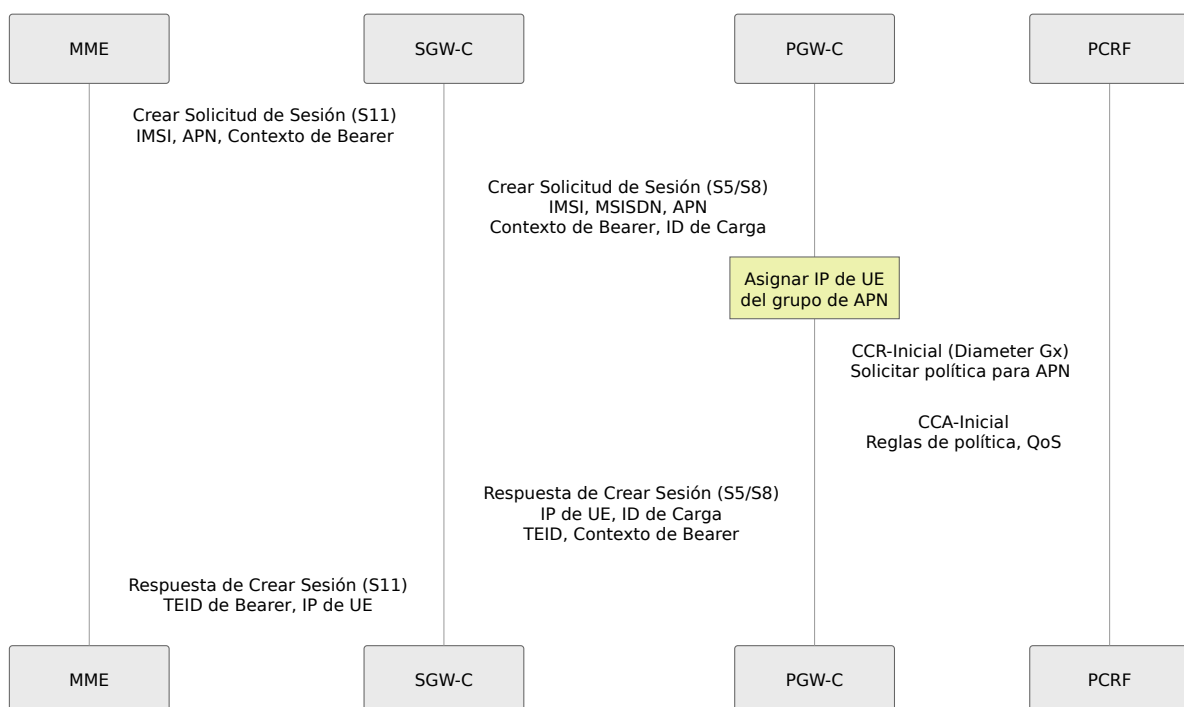 MME
SGW-C
PGW-C
PCRF
Crear Solicitud de Sesión (S11)
IMSI, APN, Contexto de Bearer
Crear Solicitud de Sesión (S5/S8)
IMSI, MSISDN, APN
Contexto de Bearer, ID de Carga
Asignar IP de UE
del grupo de APN
CCR-Inicial (Diameter Gx)
Solicitar política para APN
CCA-Inicial
Reglas de política, QoS
Respuesta de Crear Sesión (S5/S8)
IP de UE, ID de Carga
TEID, Contexto de Bearer
Respuesta de Crear Sesión (S11)
TEID de Bearer, IP de UE
MME
SGW-C
PGW-C
PCRF